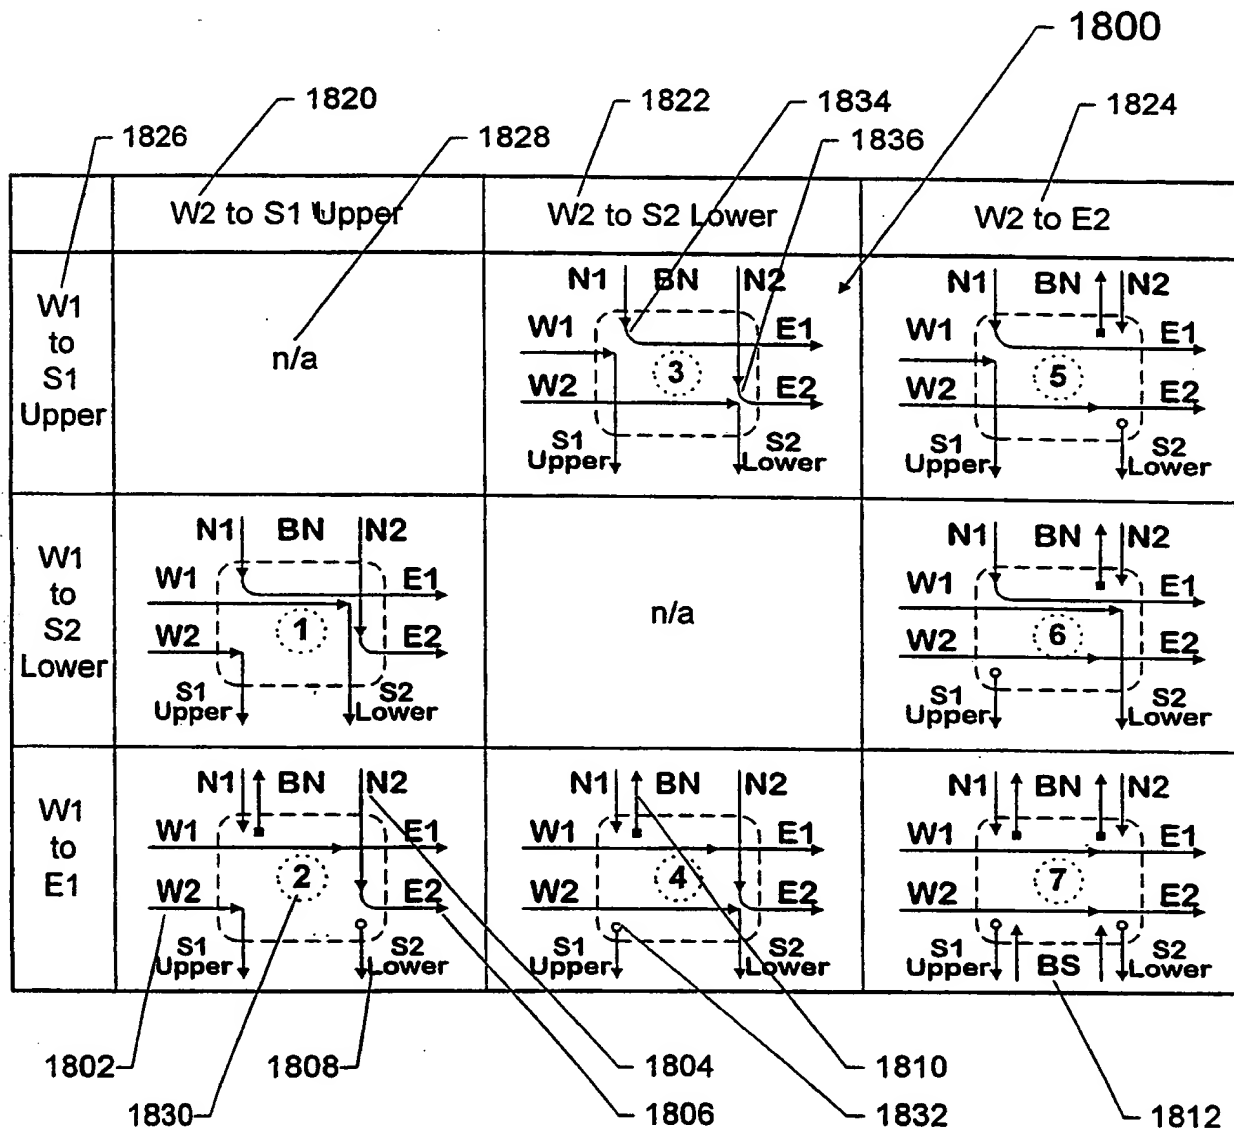 1800
1820
1822
1834
1824
1826
1828
1836
W2 to S1 Upper
W2 to S2 Lower
W2 to E2
W1
to
S1
Upper
n/a
N1 BN N2
W1 E1
3
W2 E2
S1
Upper
S2
Lower
N1 BN N2
W1 E1
5
W2 E2
S1
Upper
S2
Lower
W1
to
S2
Lower
N1 BN N2
W1 E1
1
W2 E2
S1
Upper
S2
Lower
n/a
N1 BN N2
W1 E1
6
W2 E2
S1
Upper
S2
Lower
W1
to
E1
N1 BN N2
W1 E1
2
W2 E2
S1
Upper
S2
Lower
N1 BN N2
W1 E1
4
W2 E2
S1
Upper
S2
Lower
N1 BN N2
W1 E1
7
W2 E2
S1
Upper
BS
S2
Lower
1802
1808
1804
1810
1830
1806
1832
1812